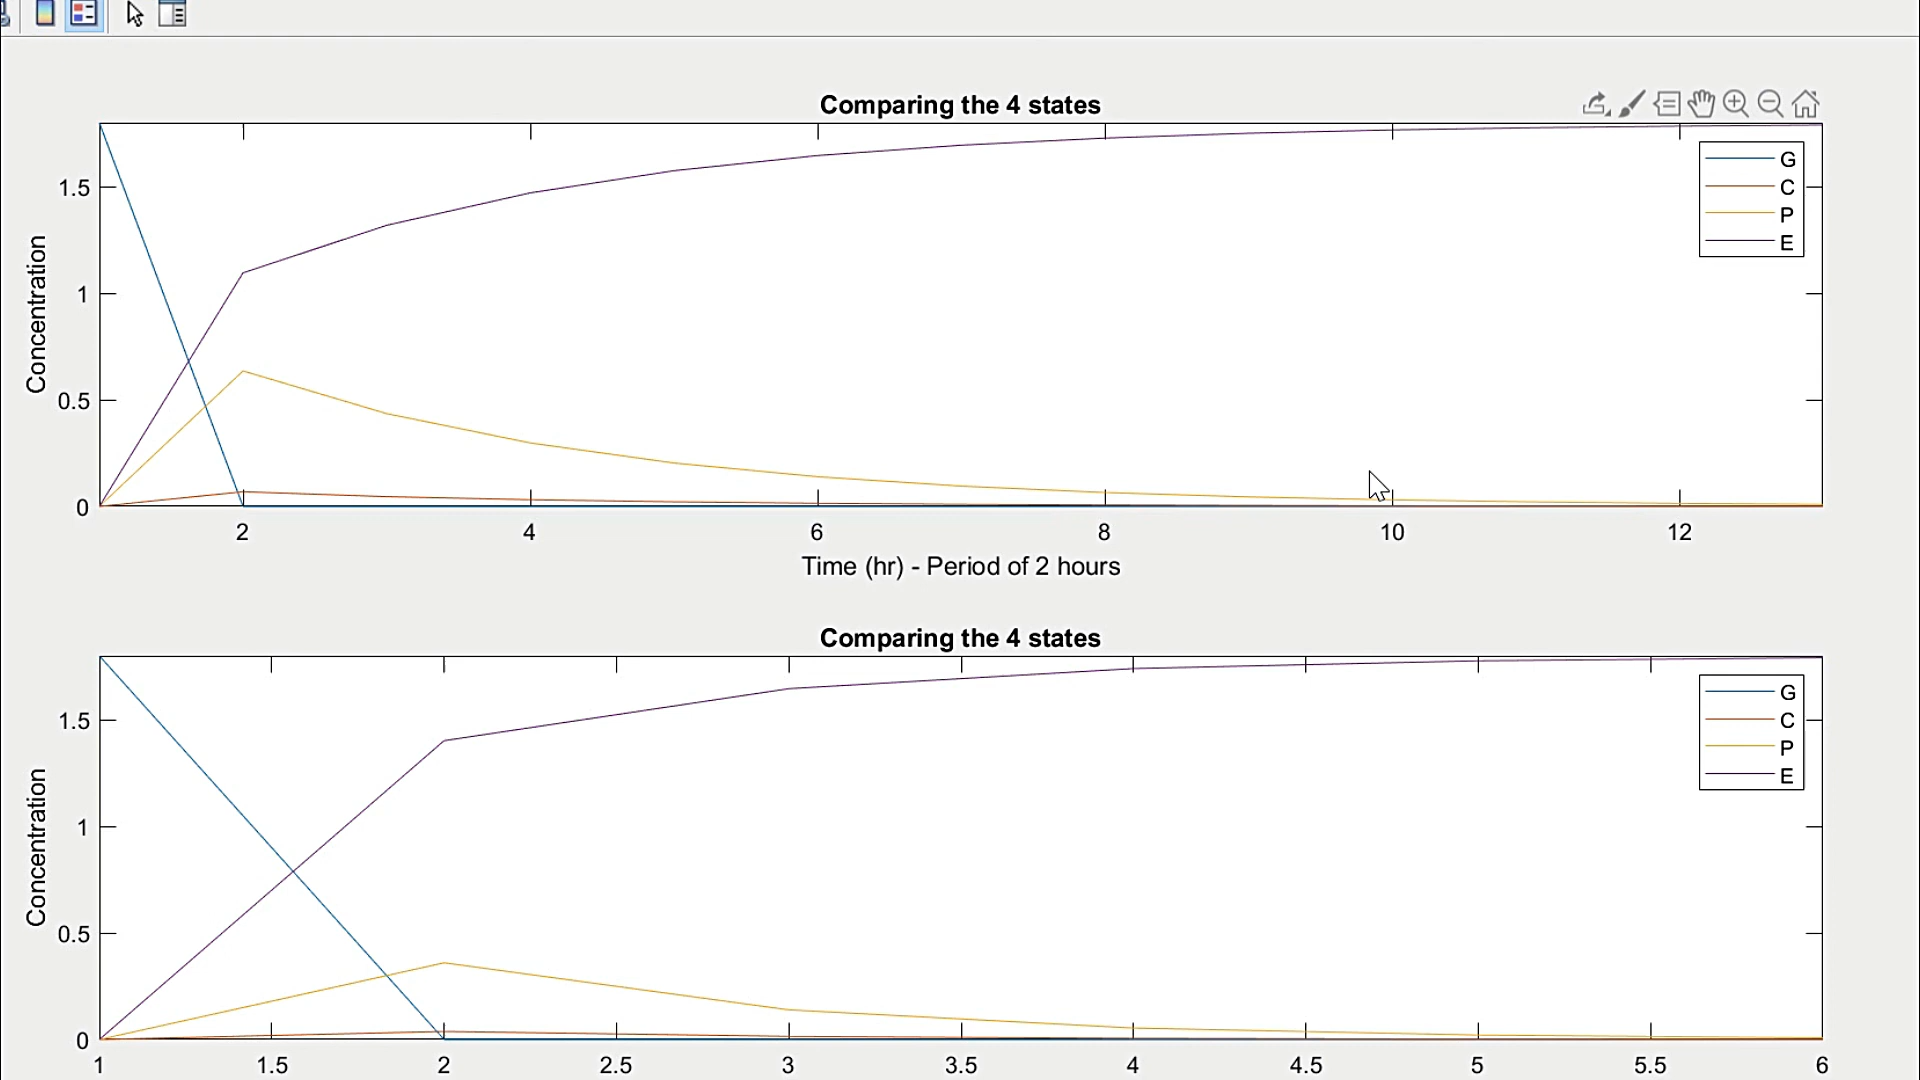 Comparing the 4 states
G
C
P
E
1.5
1
0.5
0
Concentration
2 4 6 8 10 12
Time (hr) - Period of 2 hours
Comparing the 4 states
G
C
P
E
1.5
1
0.5
0
Concentration
1 1.5 2 2.5 3 3.5 4 4.5 5 5.5 6